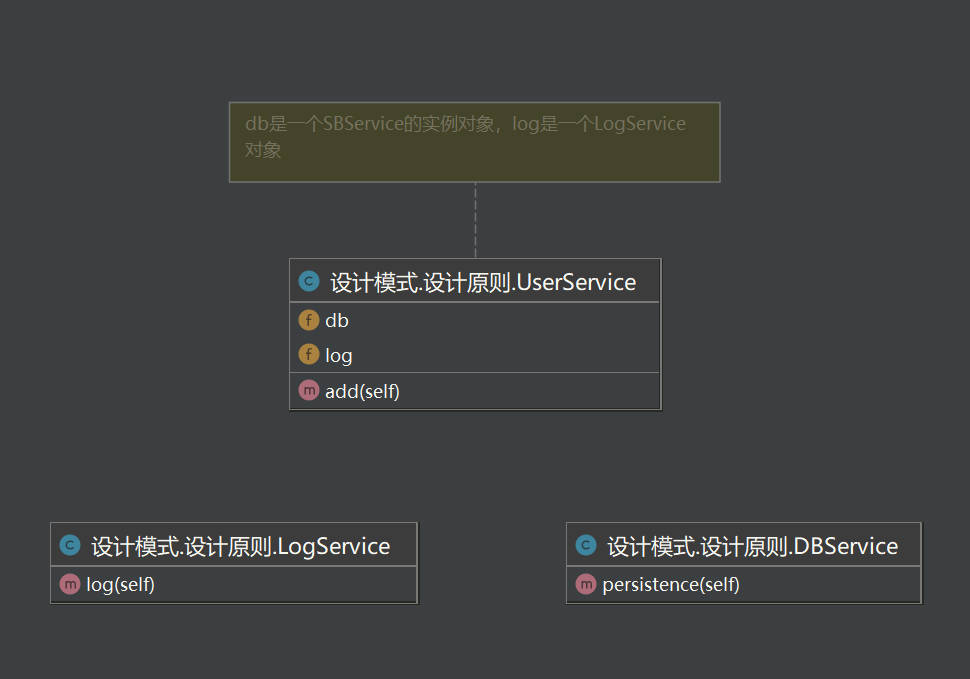 db是一个SBService的实例对象，log是一个LogService
对象
C 设计模式.设计原则.UserService
f db
f log
m add(self)
C 设计模式.设计原则.LogService
m log(self)
C 设计模式.设计原则.DBService
m persistence(self)